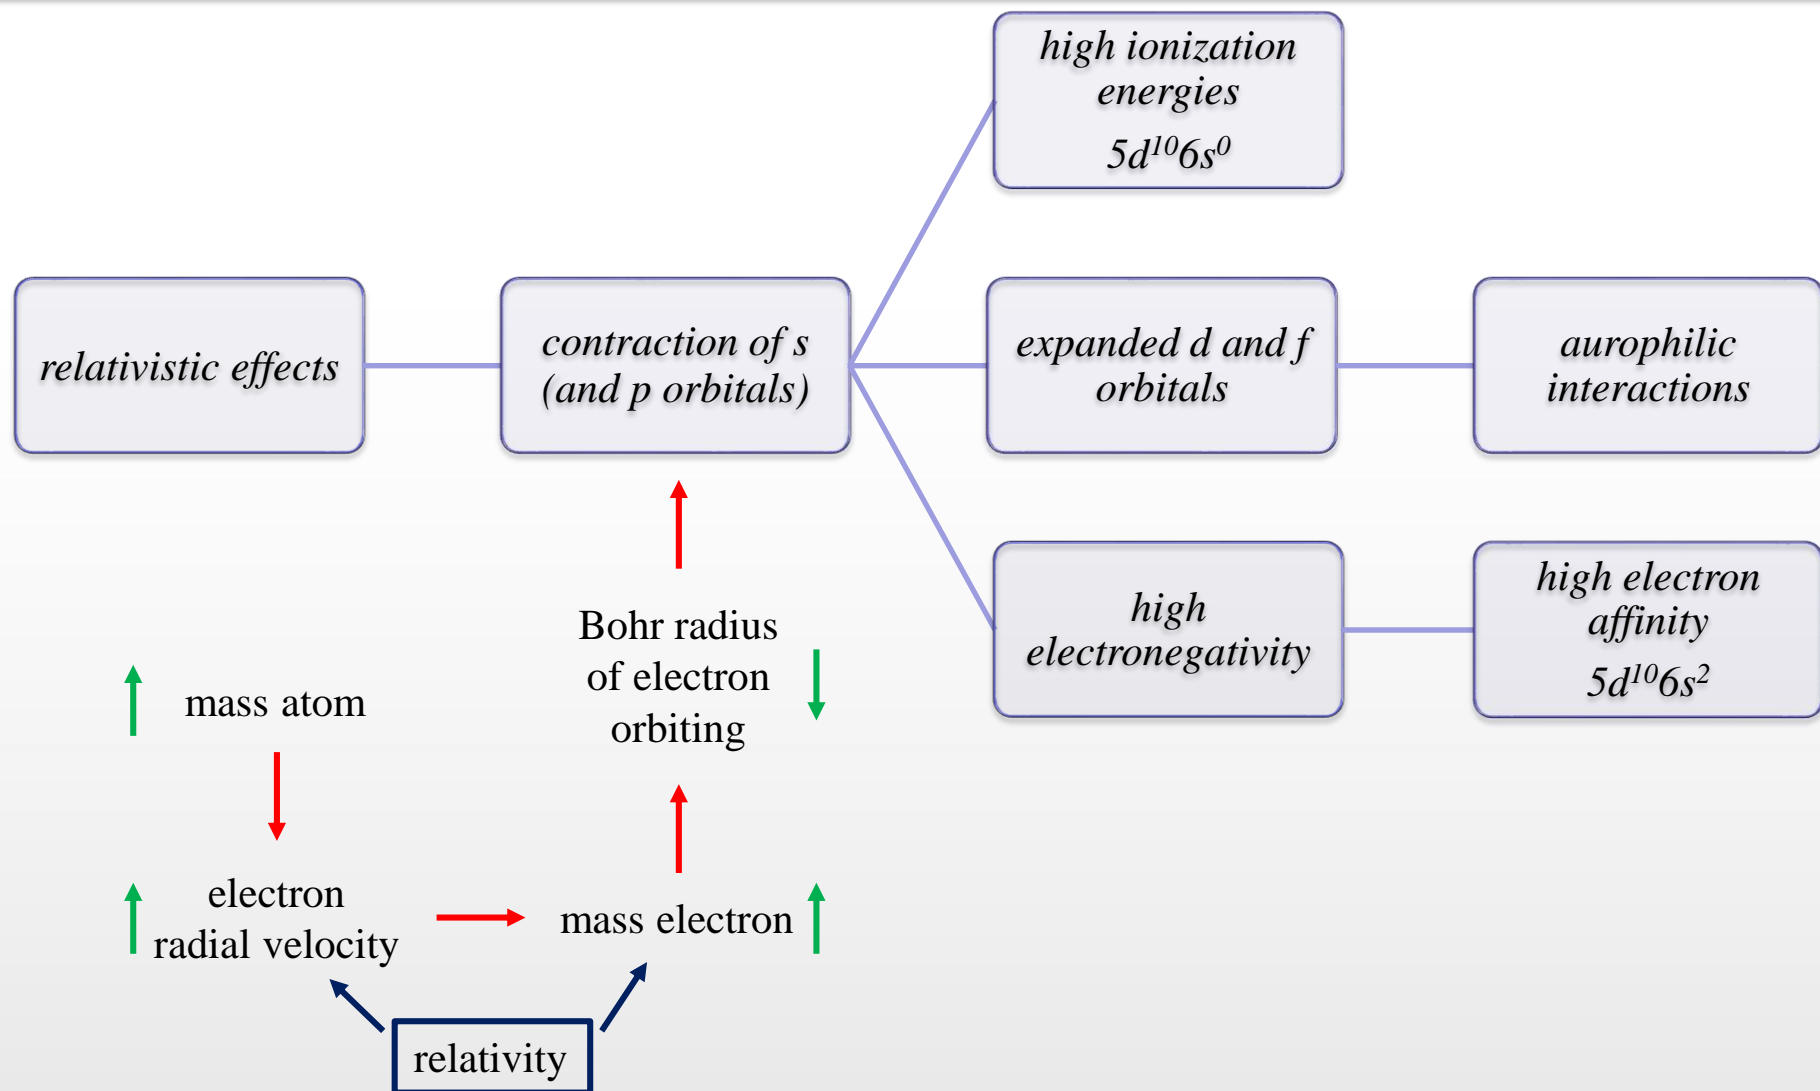 high ionization
energies
5d¹⁰6s⁰
relativistic effects
contraction of s
(and p orbitals)
expanded d and f
orbitals
aurophilic
interactions
high
electronegativity
high electron
affinity
5d¹⁰6s²
Bohr radius
of electron
orbiting
mass atom
electron
radial velocity
mass electron
relativity